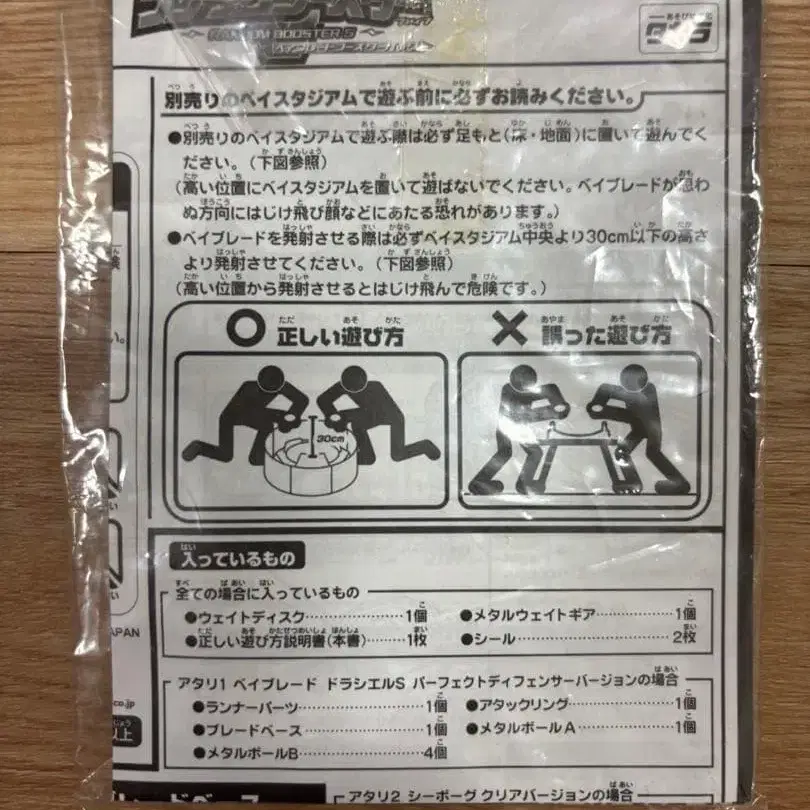 RANDOM BOOSTER 5
タカラ
別売りのベイスタジアムで遊ぶ前に必ずお読みください。
●別売りのベイスタジアムで遊ぶ際は必ず足もと(床・地面)に置いて遊んでく
ださい。(下図参照)
(高い位置にベイスタジアムを置いて遊ばないでください。ベイブレードが思わ
ぬ方向にはじけ飛び顔などにあたる恐れがあります。)
●ベイブレードを発射させる際は必ずベイスタジアム中央より30cm以下の高さ
より発射させてください。(下図参照)
(高い位置から発射させるとはじけ飛んで危険です。)
正しい遊び方
誤った遊び方
30cm
入っているもの
全ての場合に入っているもの
●ウェイトディスク……………1個
●メタルウェイトギア…………1個
●正しい遊び方説明書(本書)……1枚
●シール……………………2枚
アタリ1 ベイブレード ドラシエルS パーフェクトディフェンサーバージョンの場合
●ランナーパーツ………………1個
●アタックリング………………1個
●ブレードベース………………1個
●メタルボールA………………1個
●メタルボールB………………4個
アタリ2 シーボーグ クリアバージョンの場合
JAPAN
.co.jp
以上